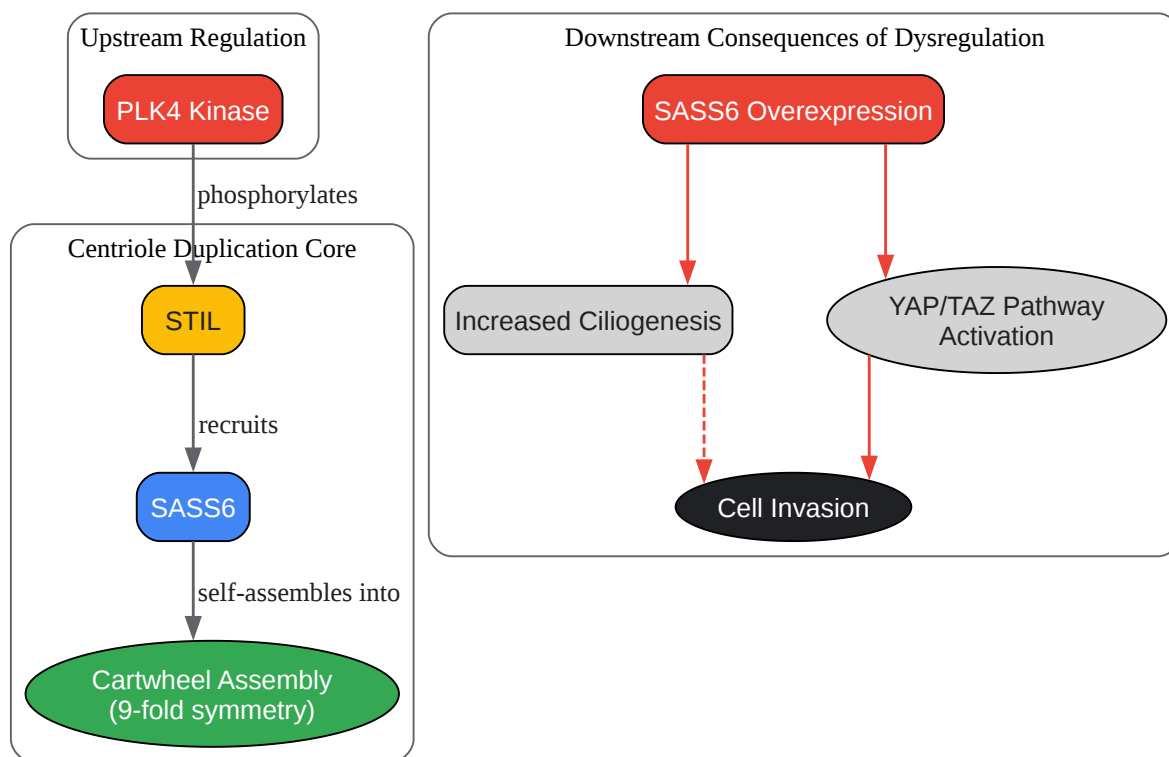 Upstream Regulation
PLK4 Kinase
phosphorylates
Centriole Duplication Core
STIL
recruits
SASS6
self-assembles into
Cartwheel Assembly
(9-fold symmetry)
Downstream Consequences of Dysregulation
SASS6 Overexpression
Increased Ciliogenesis
YAP/TAZ Pathway
Activation
Cell Invasion